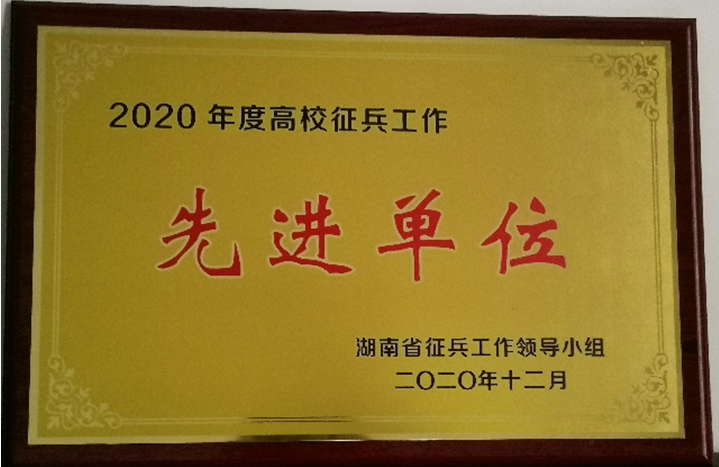 2020 年度高校征兵工作
先进单位
湖南省征兵工作领导小组
二〇二〇年十二月